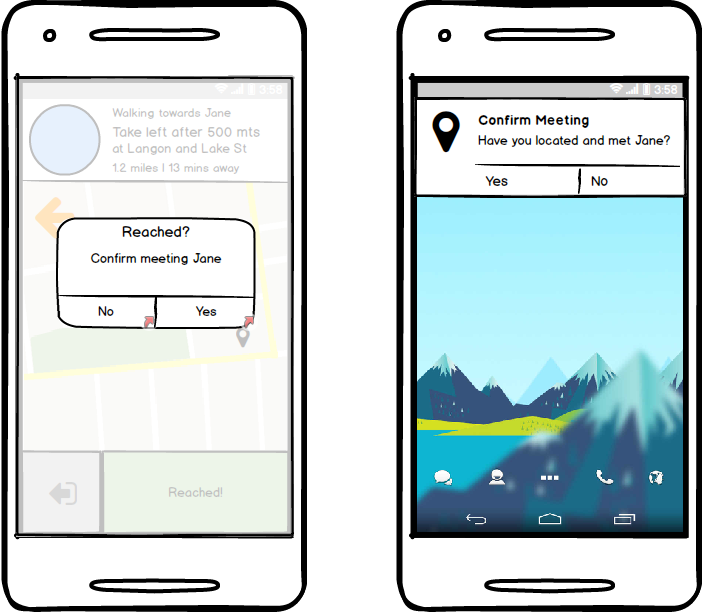 3:58
Walking towards Jane
Take left after 500 mts
at Langon and Lake St
1.2 miles | 13 mins away
Reached?
Confirm meeting Jane
No
Yes
Reached!
3:58
Confirm Meeting
Have you located and met Jane?
Yes
No